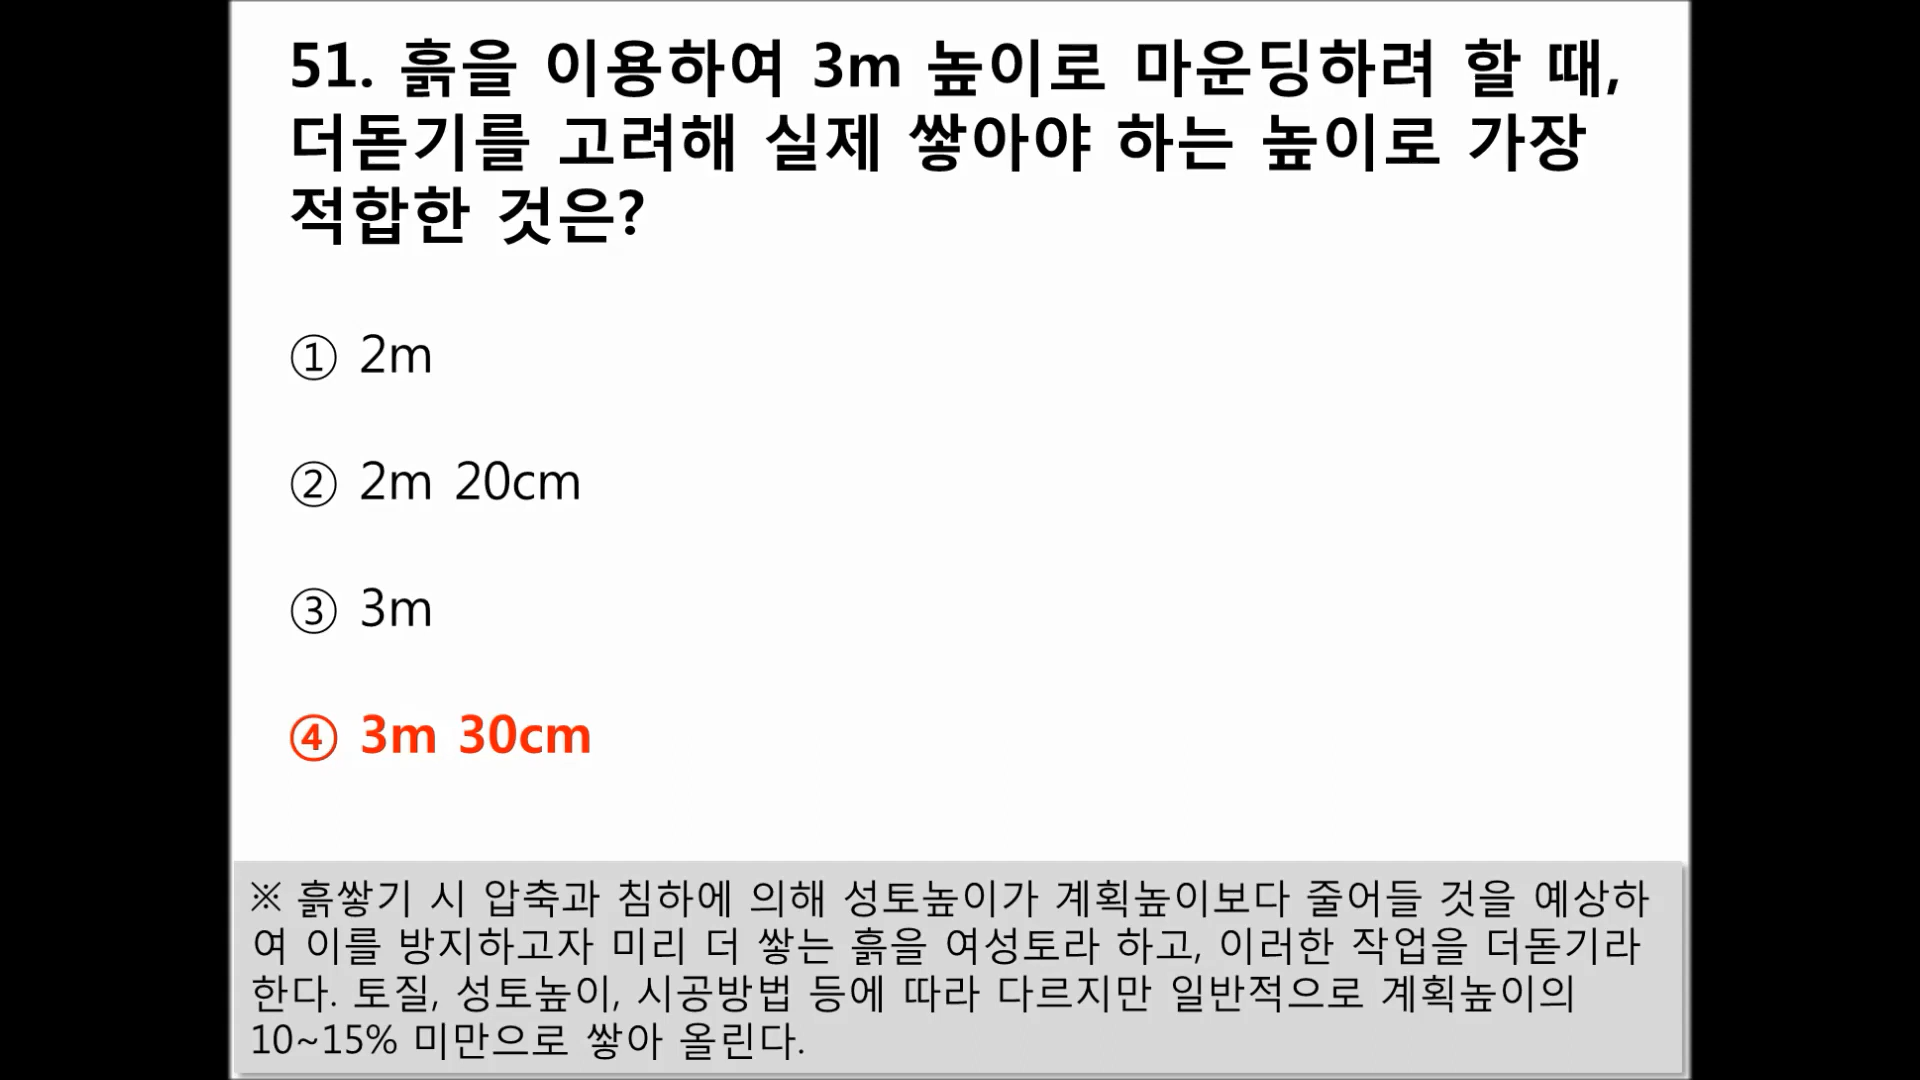 51. 흙을 이용하여 3m 높이로 마운딩하려 할 때,
더돋기를 고려해 실제 쌓아야 하는 높이로 가장
적합한 것은?
① 2m
② 2m 20cm
③ 3m
④ 3m 30cm
※ 흙쌓기 시 압축과 침하에 의해 성토높이가 계획높이보다 줄어들 것을 예상하
여 이를 방지하고자 미리 더 쌓는 흙을 여성토라 하고, 이러한 작업을 더돋기라
한다. 토질, 성토높이, 시공방법 등에 따라 다르지만 일반적으로 계획높이의
10~15% 미만으로 쌓아 올린다.